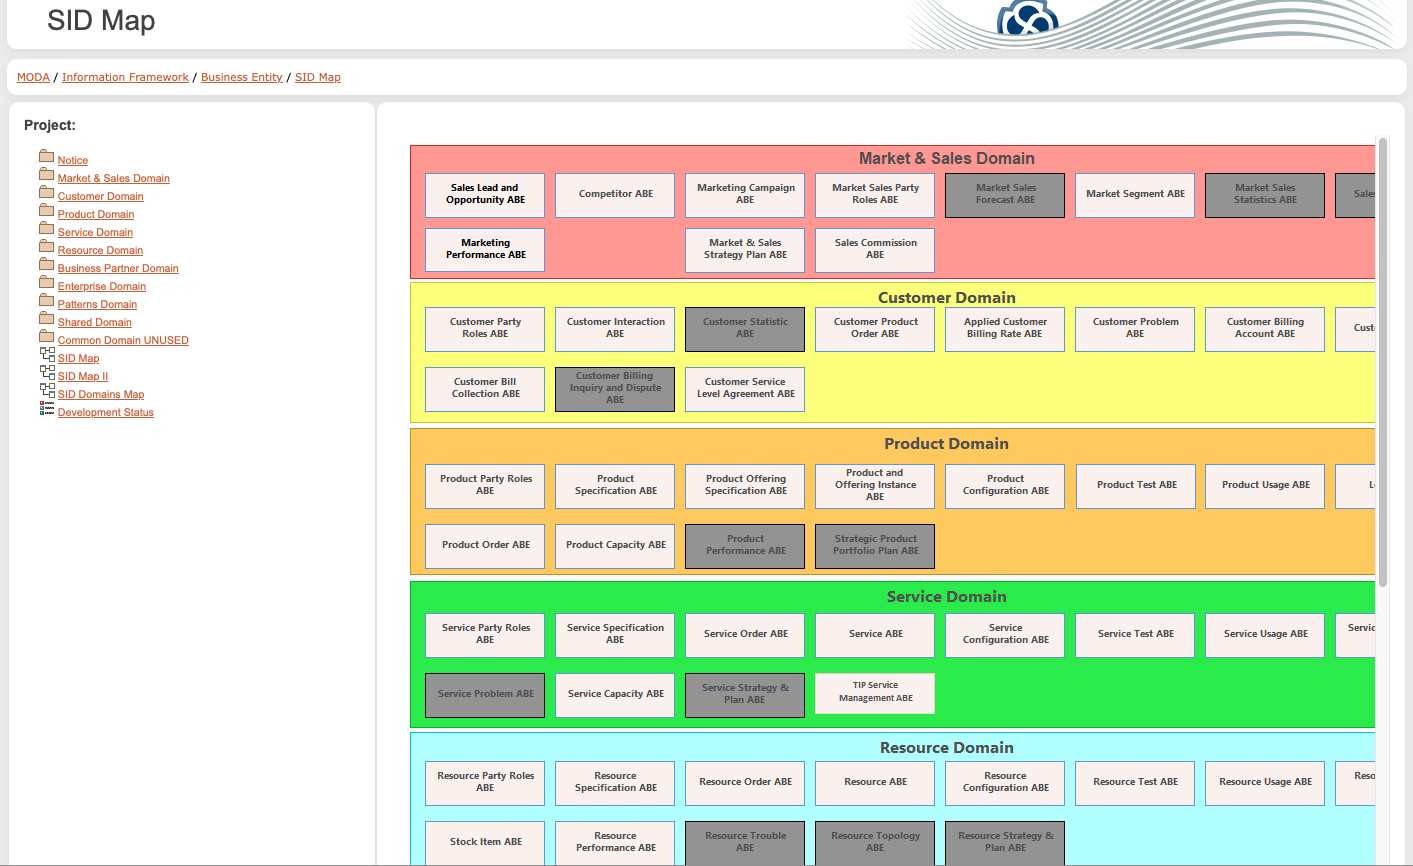 SID Map
MODA / Information Framework / Business Entity / SID Map
Project:
Notice
Market & Sales Domain
Customer Domain
Product Domain
Service Domain
Resource Domain
Business Partner Domain
Enterprise Domain
Patterns Domain
Shared Domain
Common Domain UNUSED
SID Map
SID Map II
SID Domains Map
Development Status
Market & Sales Domain
Sales Lead and
Opportunity ABE
Competitor ABE
Marketing Campaign
ABE
Market Sales Party
Roles ABE
Market Sales
Forecast ABE
Market Segment ABE
Market Sales
Statistics ABE
Sales
Marketing
Performance ABE
Market & Sales
Strategy Plan ABE
Sales Commission
ABE
Customer Domain
Customer Party
Roles ABE
Customer Interaction
ABE
Customer Statistic
ABE
Customer Product
Order ABE
Applied Customer
Billing Rate ABE
Customer Problem
ABE
Customer Billing
Account ABE
Customer Bill
Collection ABE
Customer Billing
Inquiry and Dispute
ABE
Customer Service
Level Agreement ABE
Product Domain
Product Party Roles
ABE
Product
Specification ABE
Product Offering
Specification ABE
Product and
Offering Instance
ABE
Product
Configuration ABE
Product Test ABE
Product Usage ABE
Product Order ABE
Product Capacity ABE
Product
Performance ABE
Strategic Product
Portfolio Plan ABE
Service Domain
Service Party Roles
ABE
Service Specification
ABE
Service Order ABE
Service ABE
Service
Configuration ABE
Service Test ABE
Service Usage ABE
Service Problem ABE
Service Capacity ABE
Service Strategy &
Plan ABE
TIP Service
Management ABE
Resource Domain
Resource Party Roles
ABE
Resource
Specification ABE
Resource Order ABE
Resource ABE
Resource
Configuration ABE
Resource Test ABE
Resource Usage ABE
Stock Item ABE
Resource
Performance ABE
Resource Trouble
ABE
Resource Topology
ABE
Resource Strategy &
Plan ABE